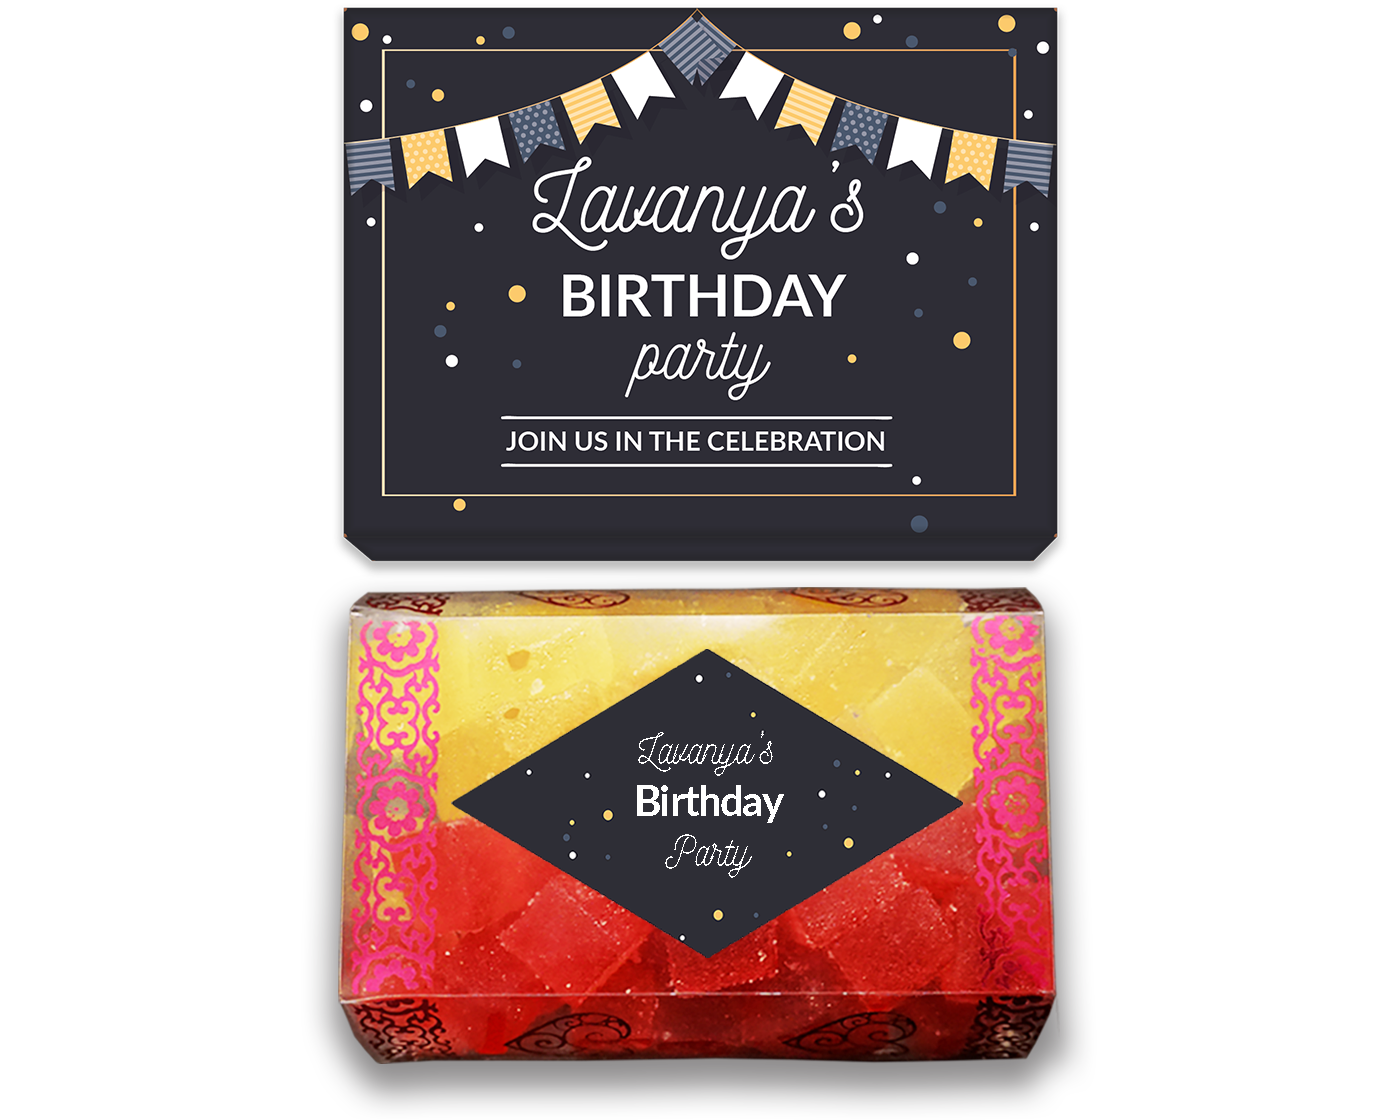 Lavanya's
BIRTHDAY
party
JOIN US IN THE CELEBRATION
Lavanya's
Birthday
Party